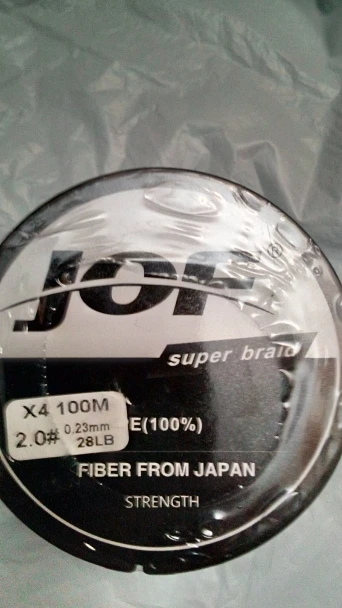 JOF®
super braid
X4 100M
2.0# 0.23mm
28LB
E(100%)
FIBER FROM JAPAN
STRENGTH